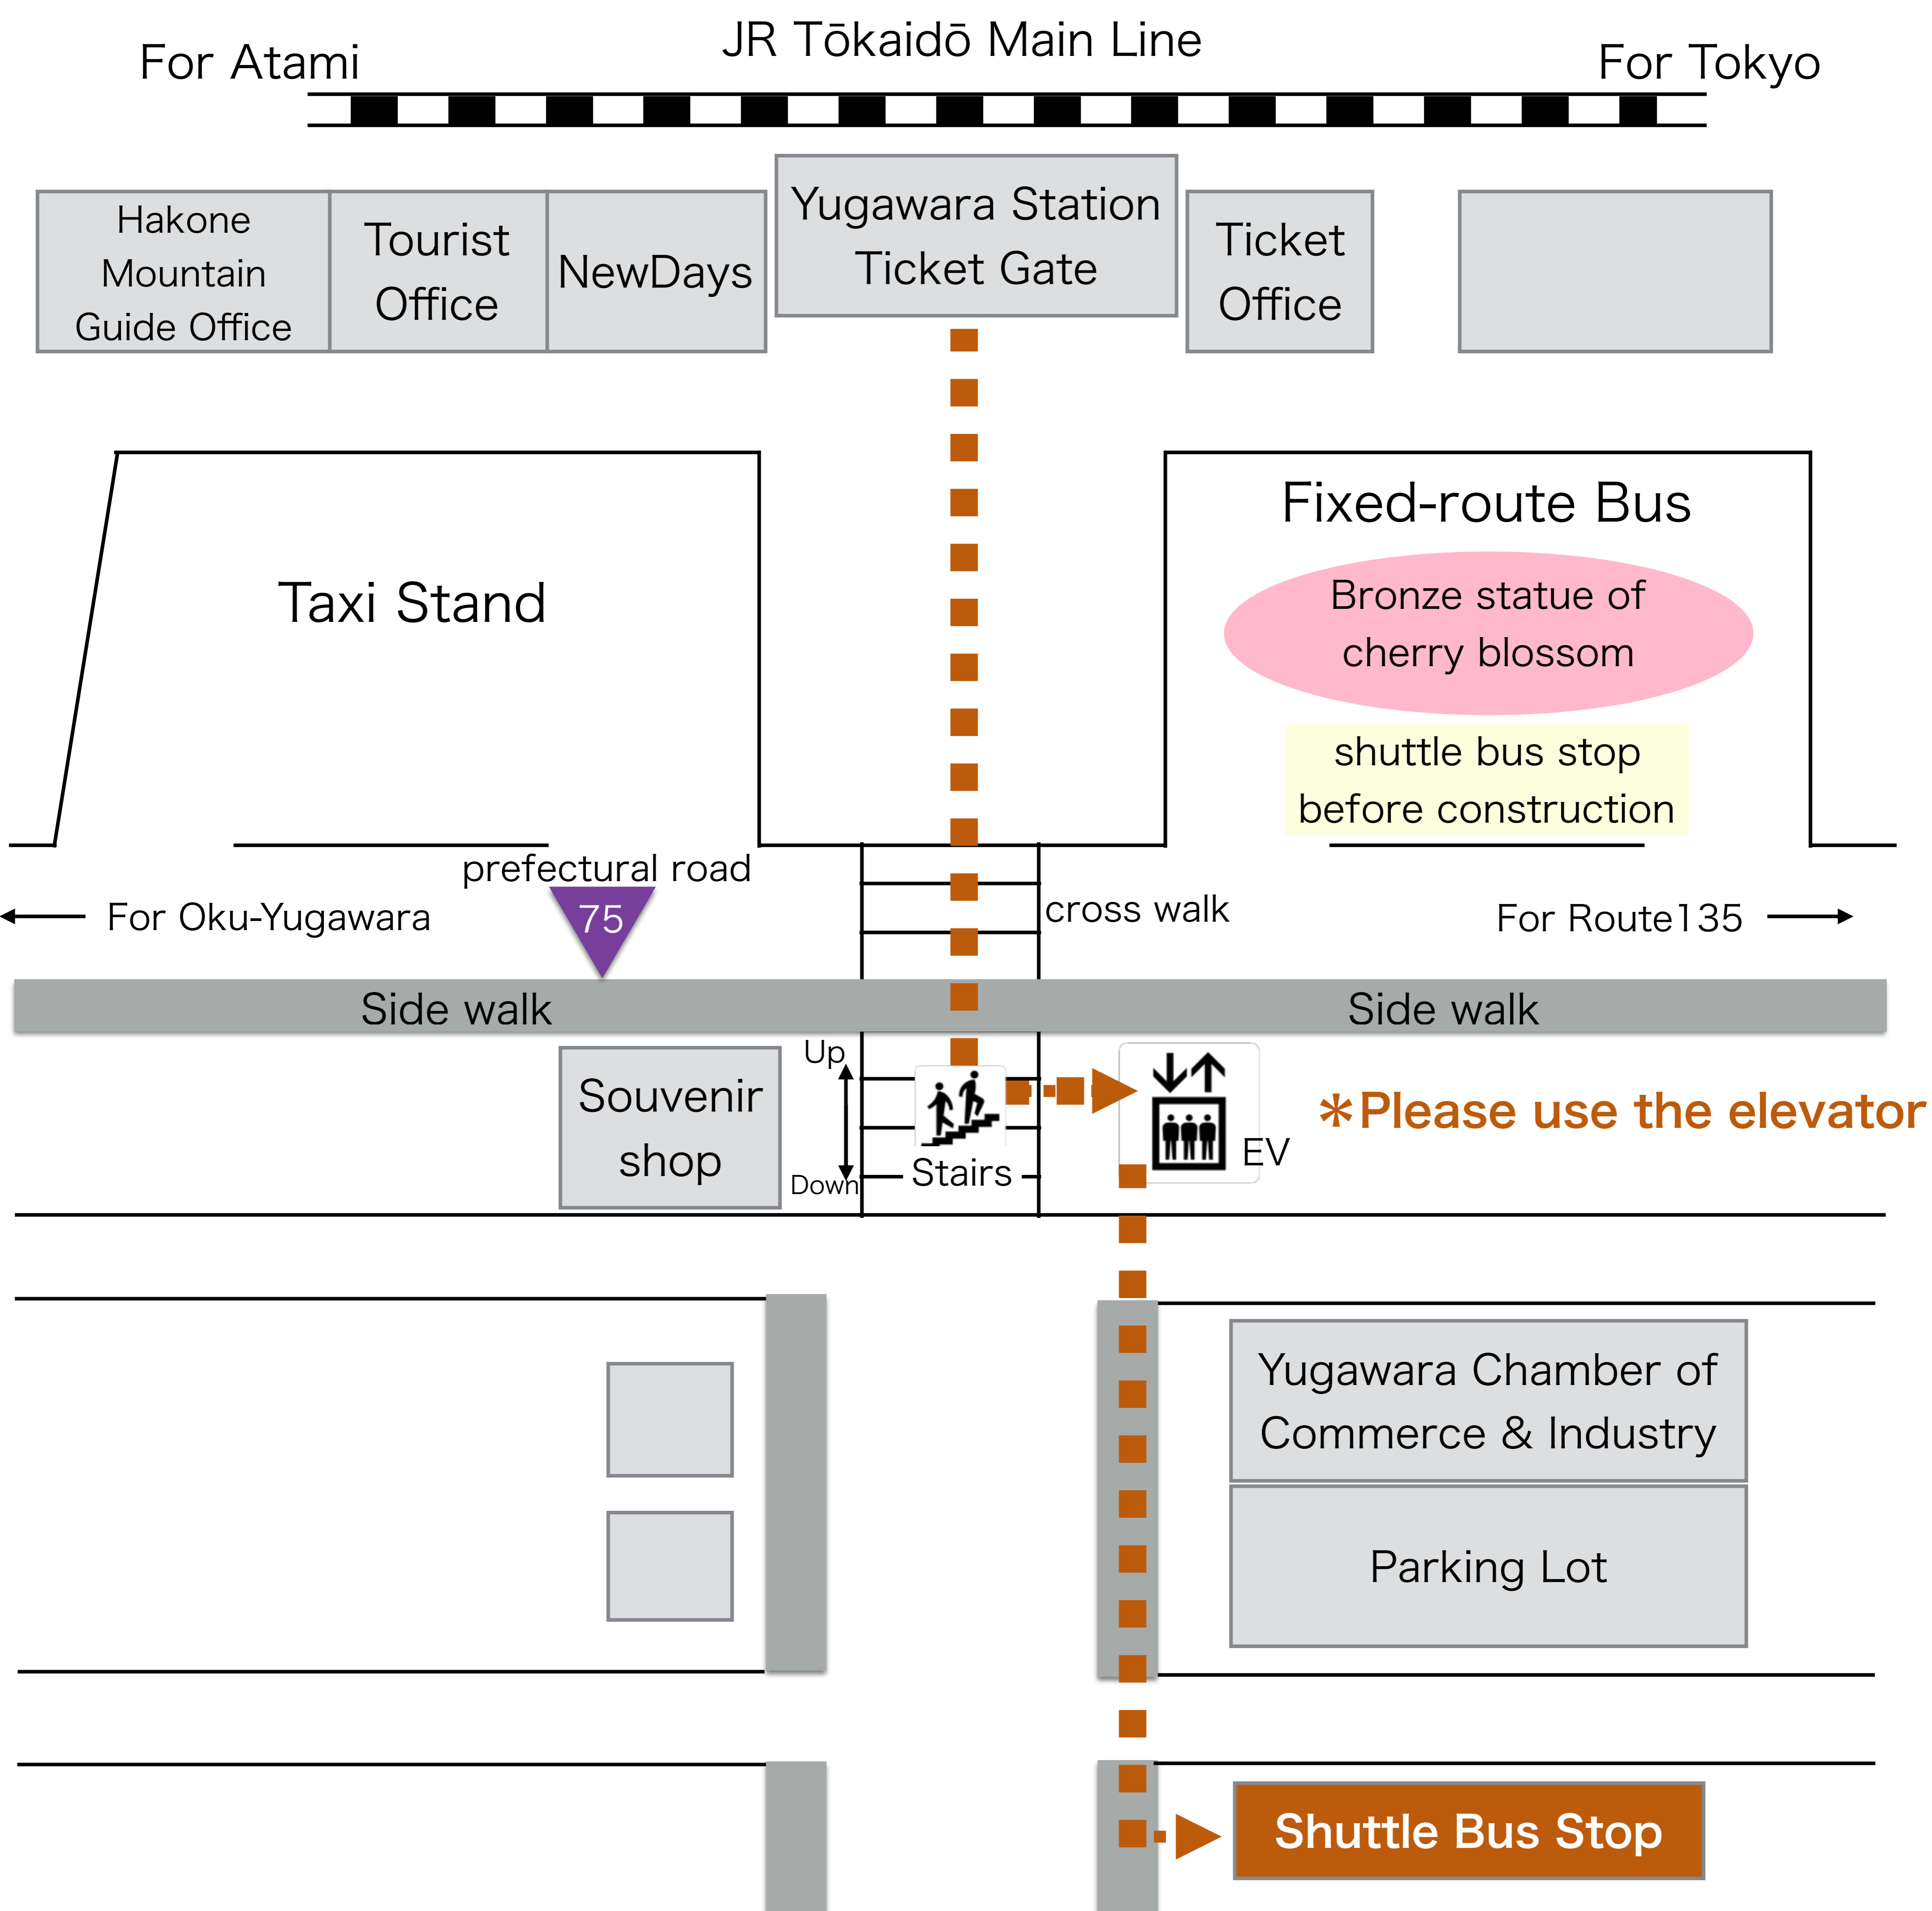 JR Tōkaidō Main Line
For Atami
For Tokyo
Hakone
Mountain
Guide Office
Tourist
Office
NewDays
Yugawara Station
Ticket Gate
Ticket
Office
Taxi Stand
Fixed-route Bus
Bronze statue of
cherry blossom
shuttle bus stop
before construction
prefectural road
75
For Oku-Yugawara
cross walk
For Route135
Side walk
Side walk
Souvenir
shop
Up
Down
Stairs
EV
*Please use the elevator
Yugawara Chamber of
Commerce & Industry
Parking Lot
Shuttle Bus Stop